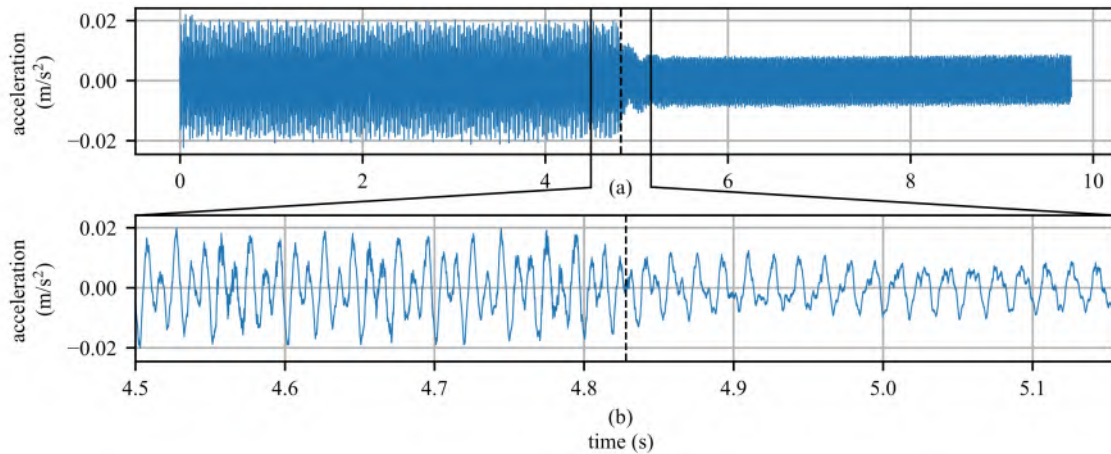 acceleration
(m/s²)
0.02
0.00
−0.02
0
2
4
6
8
10
(a)
acceleration
(m/s²)
0.02
0.00
−0.02
4.5
4.6
4.7
4.8
4.9
5.0
5.1
(b)
time (s)